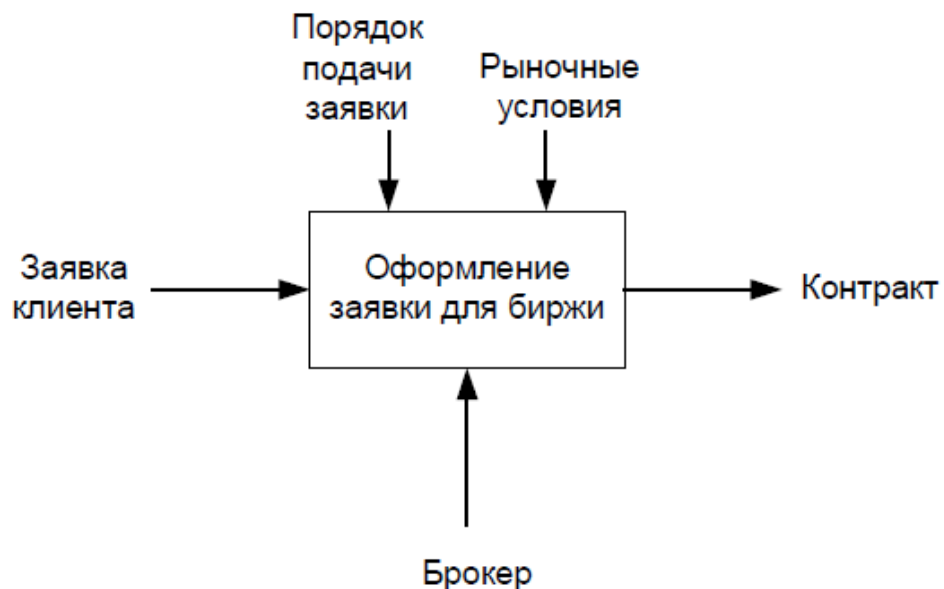 Порядок
подачи
заявки
Рыночные
условия
Заявка
клиента
Оформление
заявки для биржи
Контракт
Брокер